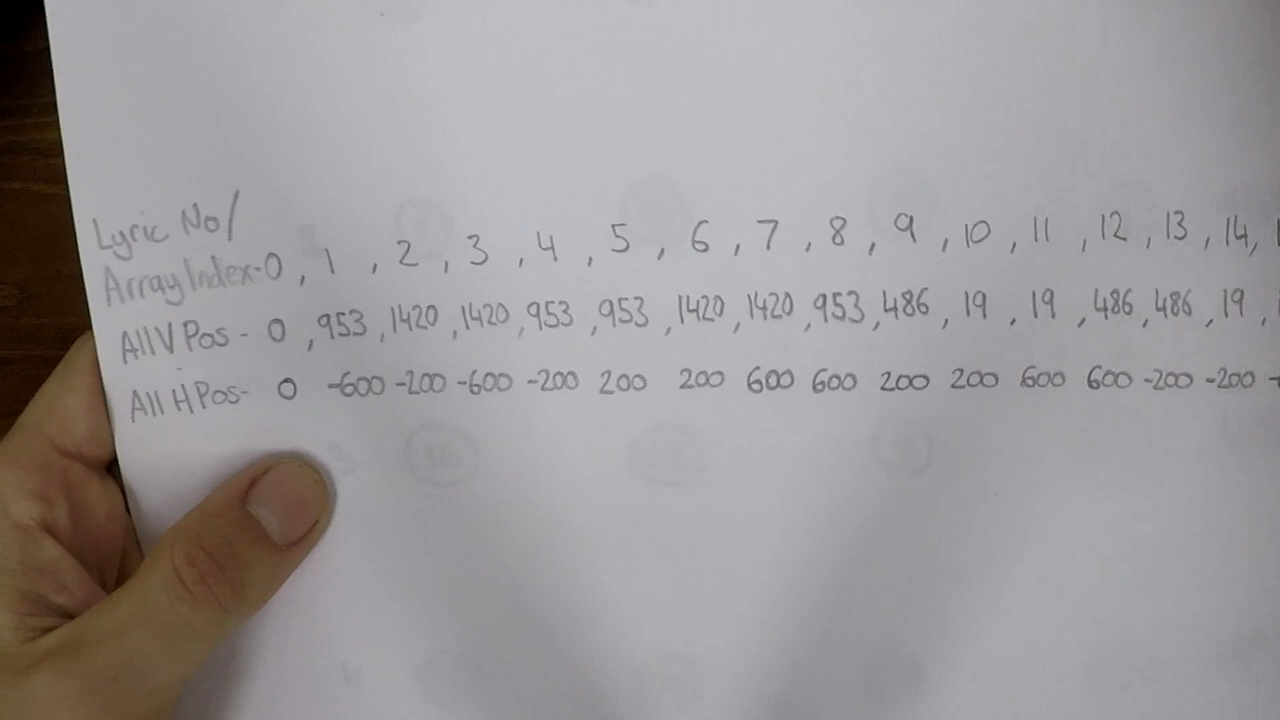 Lyric No/
Array Index-0, 1, 2, 3, 4, 5, 6, 7, 8, 9, 10, 11, 12, 13, 14,
All V Pos - 0, 953, 1420, 1420, 953, 953, 1420, 1420, 953, 486, 19, 19, 486, 486, 19,
All H Pos- 0 -600 -200 -600 -200 200 200 600 600 200 200 600 600 -200 -200